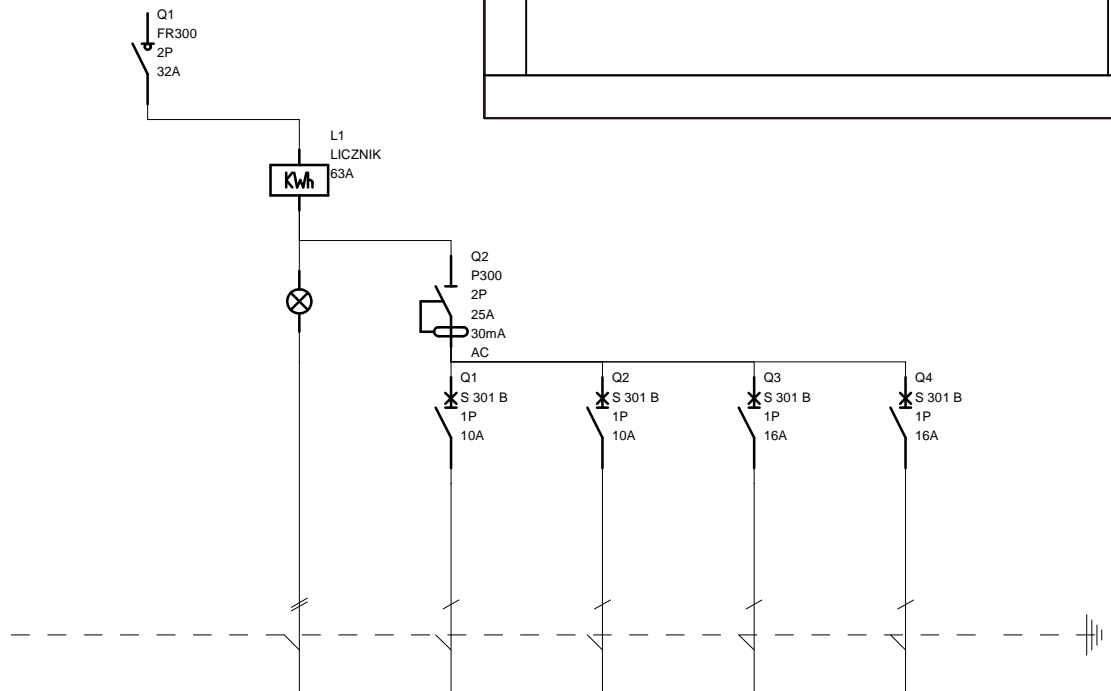 Q1
FR300
2P
32A
L1
LICZNIK
63A
KWh
Q2
P300
2P
25A
30mA
AC
Q1
S 301 B
1P
10A
Q2
S 301 B
1P
10A
Q3
S 301 B
1P
16A
Q4
S 301 B
1P
16A